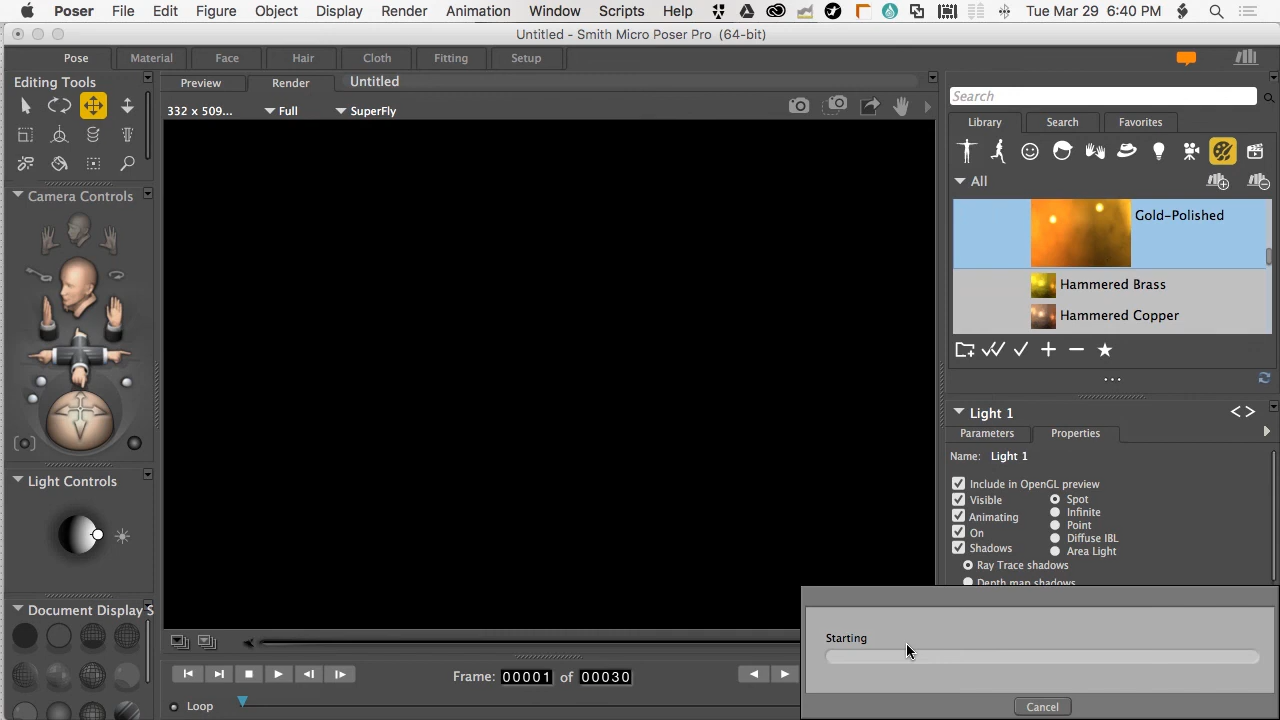 Poser File Edit Figure Object Display Render Animation Window Scripts Help Tue Mar 29 6:40 PM
Untitled - Smith Micro Poser Pro (64-bit)
Pose Material Face Hair Cloth Fitting Setup
Editing Tools
Preview Render Untitled
332 x 509... Full SuperFly
Search
Library Search Favorites
All
Camera Controls
Gold-Polished
Hammered Brass
Hammered Copper
...
Light 1
Parameters Properties
Name: Light 1
Include in OpenGL preview
Visible Spot
Infinite
Animating
Point
On
Diffuse IBL
Shadows
Area Light
Ray Trace shadows
Depth map shadows
Light Controls
Document Display S
Starting
Cancel
Frame: 00001 of 00030
Loop